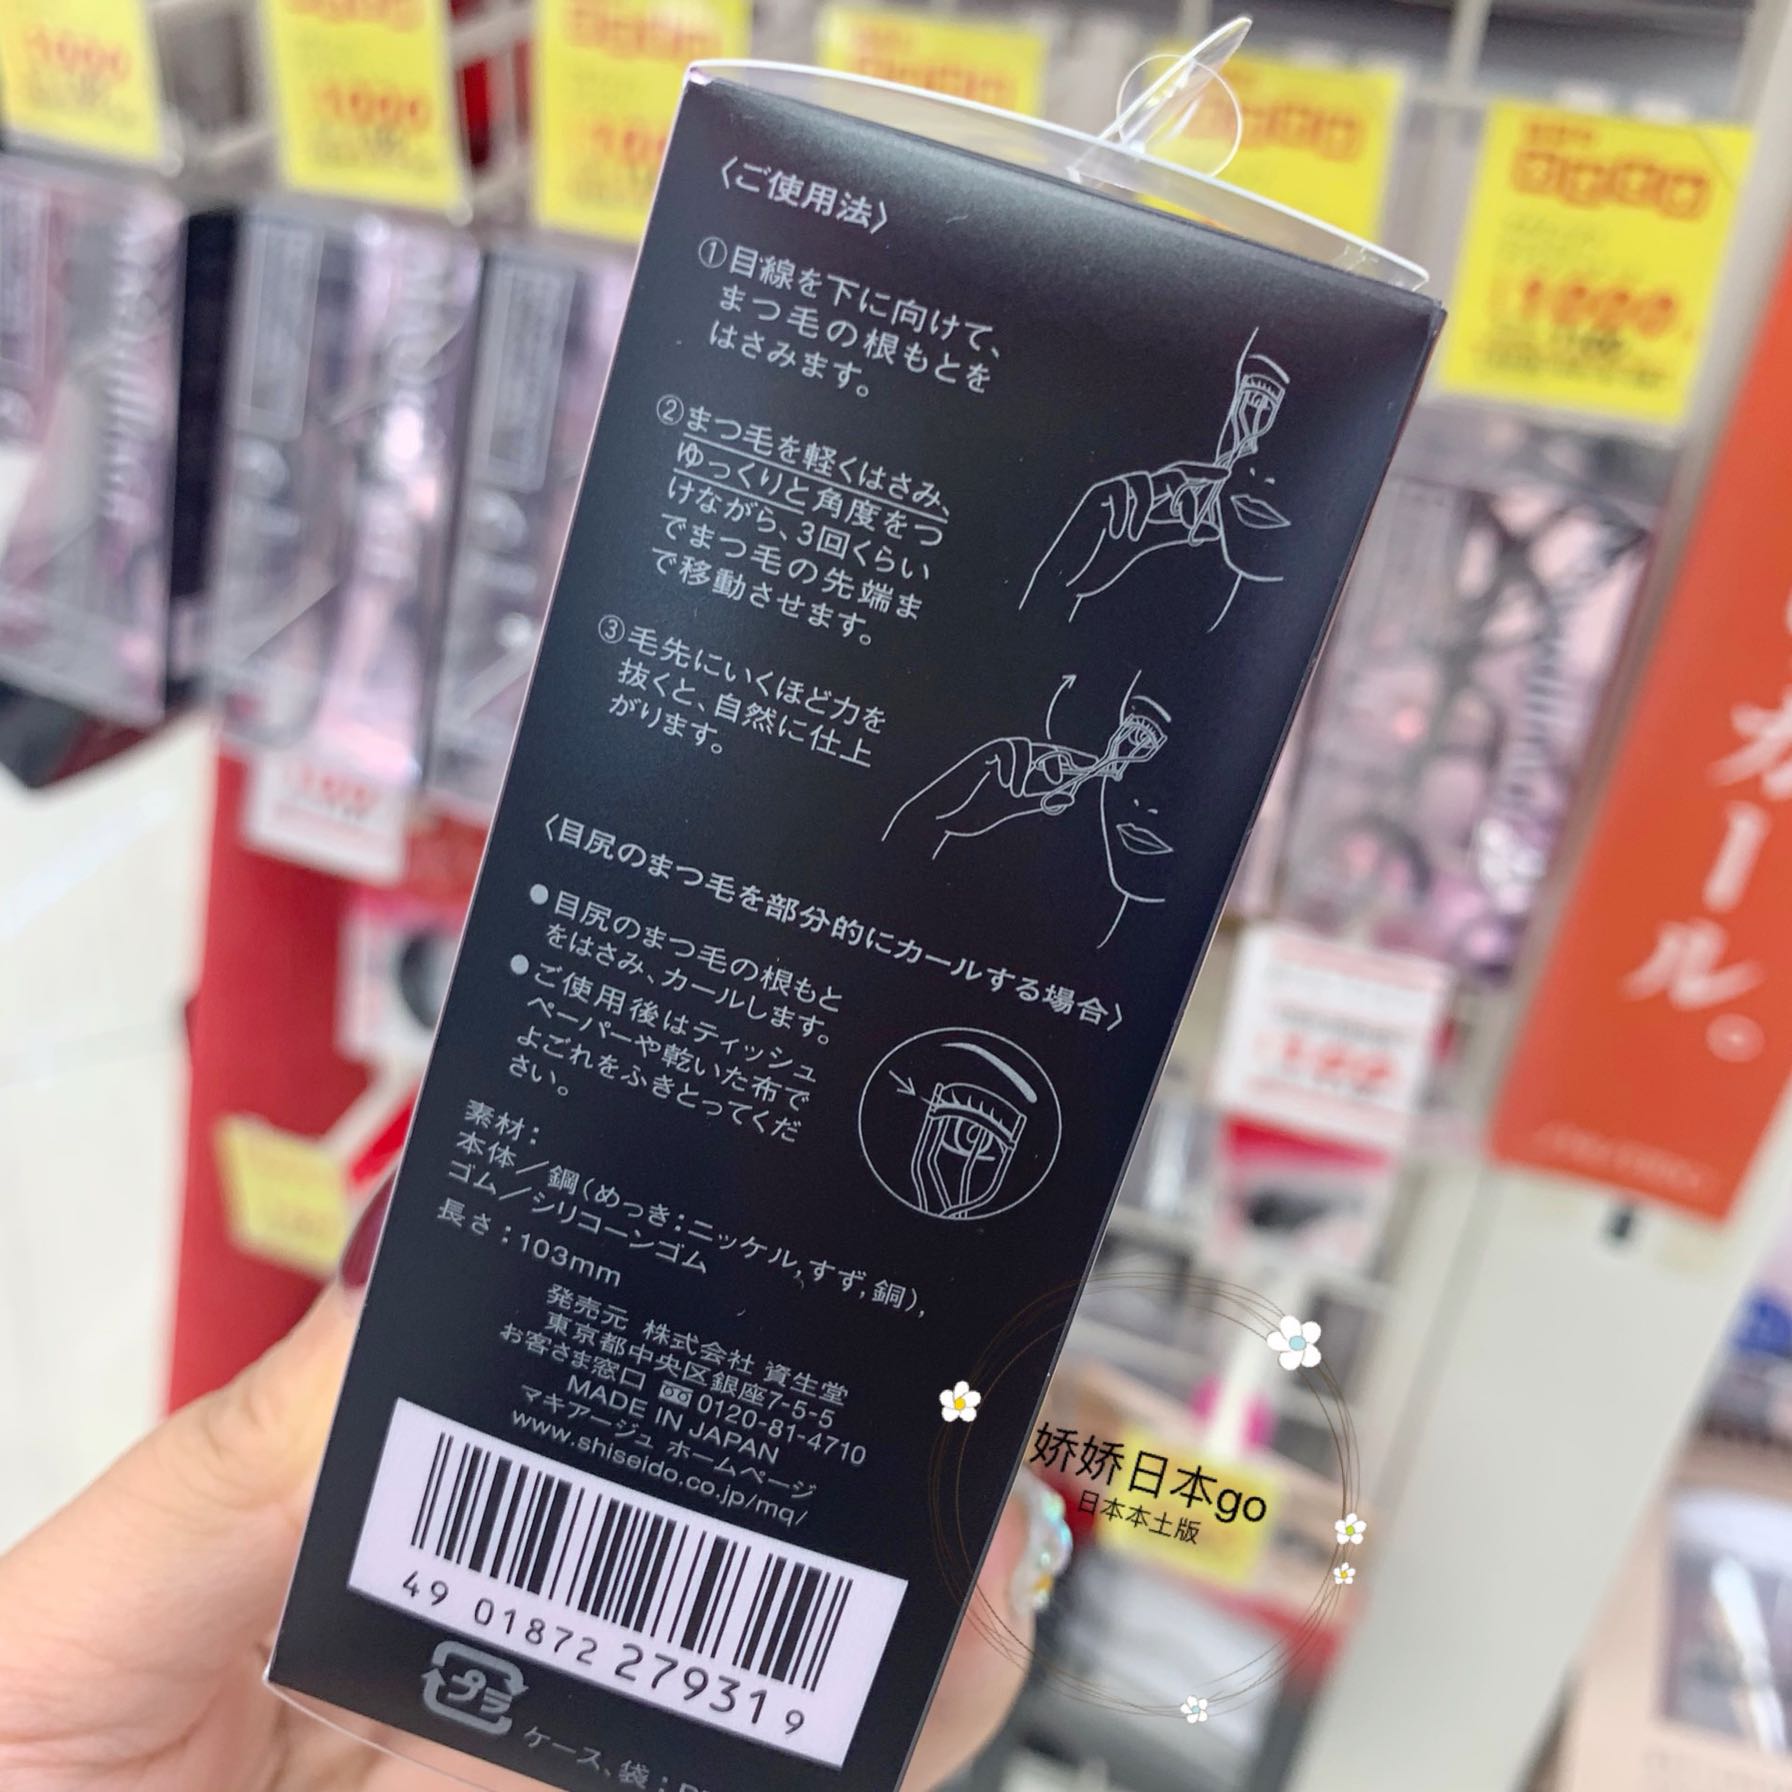 〈ご使用法〉
①目線を下に向けて、
まつ毛の根もとを
はさみます。
②まつ毛を軽くはさみ、
ゆっくりと角度をつ
けながら、3回くらい
でまつ毛の先端ま
で移動させます。
③毛先にいくほど力を
抜くと、自然に仕上
がります。
〈目尻のまつ毛を部分的にカールする場合〉
●目尻のまつ毛の根もと
をはさみ、カールします。
●ご使用後はティッシュ
ペーパーや乾いた布で
よごれをふきとってくだ
さい。
素材：
本体／鋼（めっき：ニッケル,すず,銅）,
ゴム／シリコーンゴム
長さ：103mm
発売元 株式会社 資生堂
東京都中央区銀座7-5-5
お客さま窓口 0120-81-4710
MADE IN JAPAN
マキアージュ ホームページ
www.shiseido.co.jp/mq/
49 01872 27931 9
プラ
ケース、袋：
カール。
娇娇日本go
日本本土版